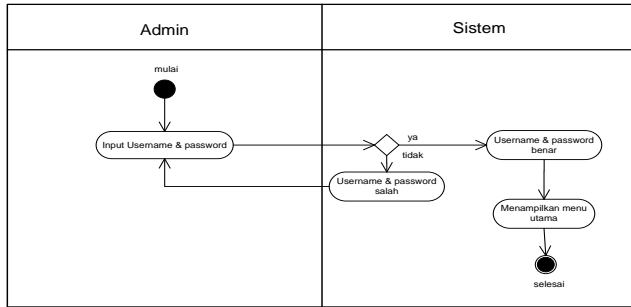 Admin
Sistem
mulai
Input Username & password
ya
tidak
Username & password
benar
Username & password
salah
Menampilkan menu
utama
selesai